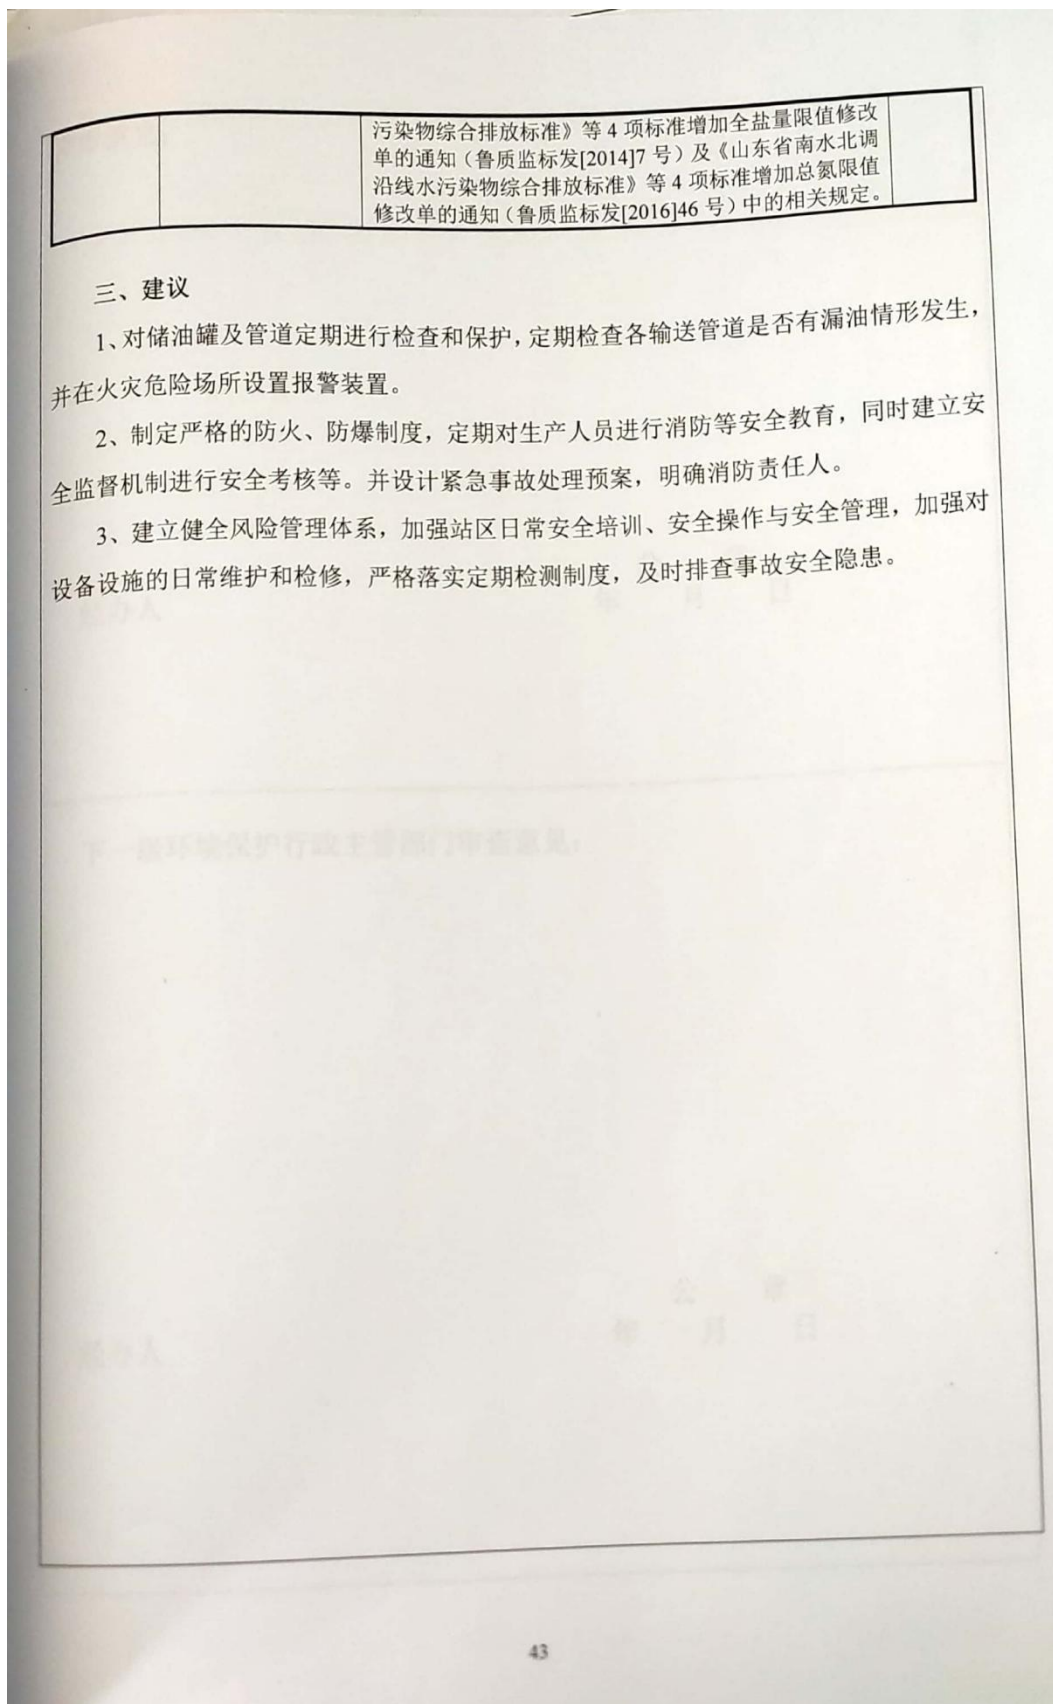 污染物综合排放标准》等 4 项标准增加全盐量限值修改
单的通知（鲁质监标发[2014]7 号）及《山东省南水北调
沿线水污染物综合排放标准》等 4 项标准增加总氮限值
修改单的通知（鲁质监标发[2016]46 号）中的相关规定。
三、建议
1、对储油罐及管道定期进行检查和保护，定期检查各输送管道是否有漏油情形发生，
并在火灾危险场所设置报警装置。
2、制定严格的防火、防爆制度，定期对生产人员进行消防等安全教育，同时建立安
全监督机制进行安全考核等。并设计紧急事故处理预案，明确消防责任人。
3、建立健全风险管理体系，加强站区日常安全培训、安全操作与安全管理，加强对
设备设施的日常维护和检修，严格落实定期检测制度，及时排查事故安全隐患。
年 月 日
年 月 日
43